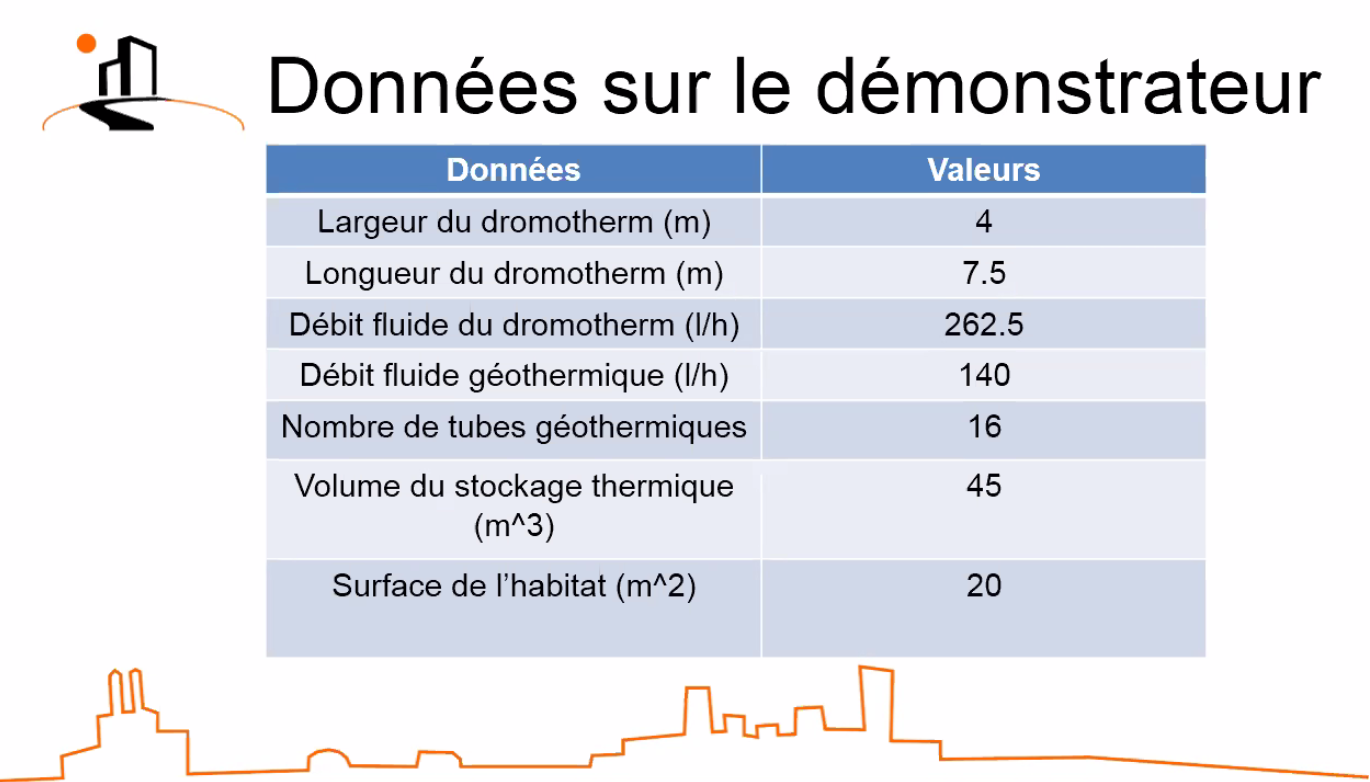 Données sur le démonstrateur
Données Valeurs
Largeur du dromotherm (m) 4
Longueur du dromotherm (m) 7.5
Débit fluide du dromotherm (l/h) 262.5
Débit fluide géothermique (l/h) 140
Nombre de tubes géothermiques 16
Volume du stockage thermique 45
(m^3)
Surface de l’habitat (m^2) 20